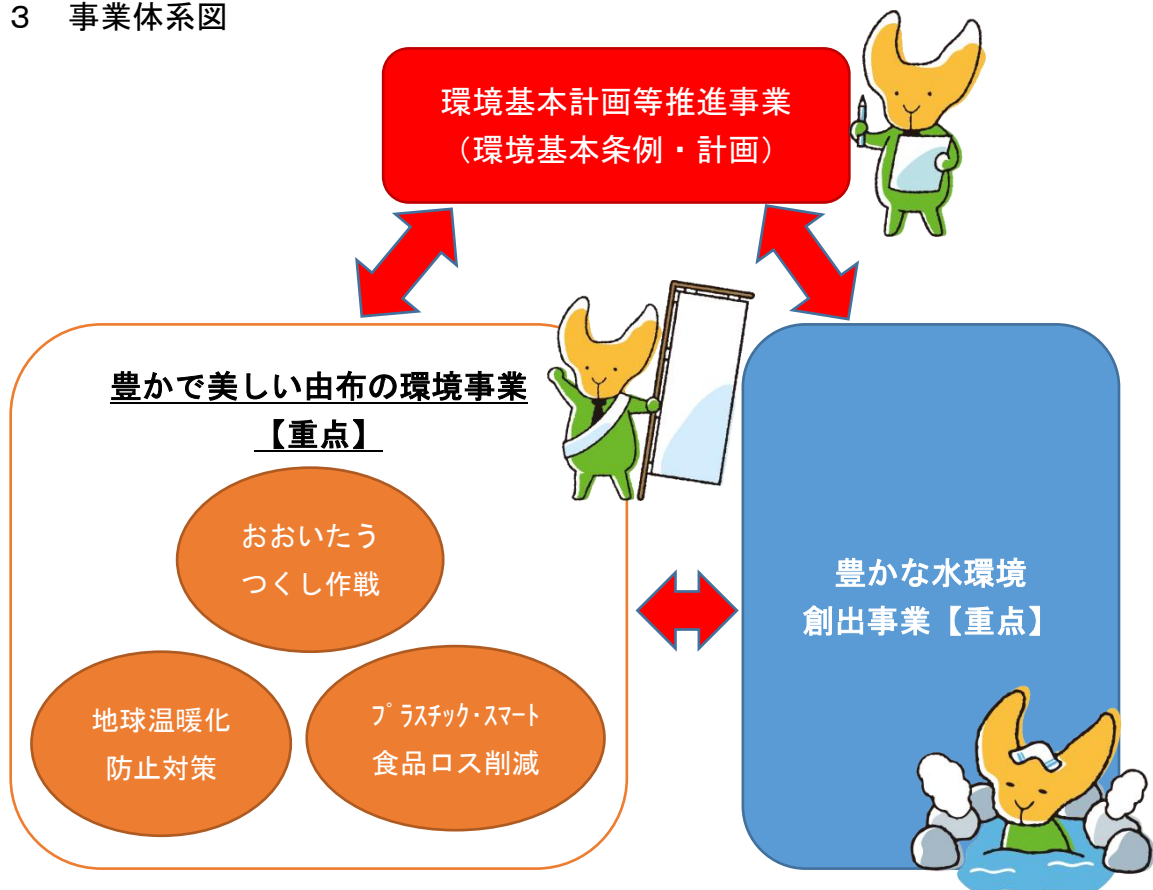 ３　事業体系図
環境基本計画等推進事業
（環境基本条例・計画）
豊かで美しい由布の環境事業
【重点】
おおいたう
つくし作戦
地球温暖化
防止対策
ﾌﾟﾗｽﾁｯｸ･ｽﾏｰﾄ
食品ロス削減
豊かな水環境
創出事業【重点】